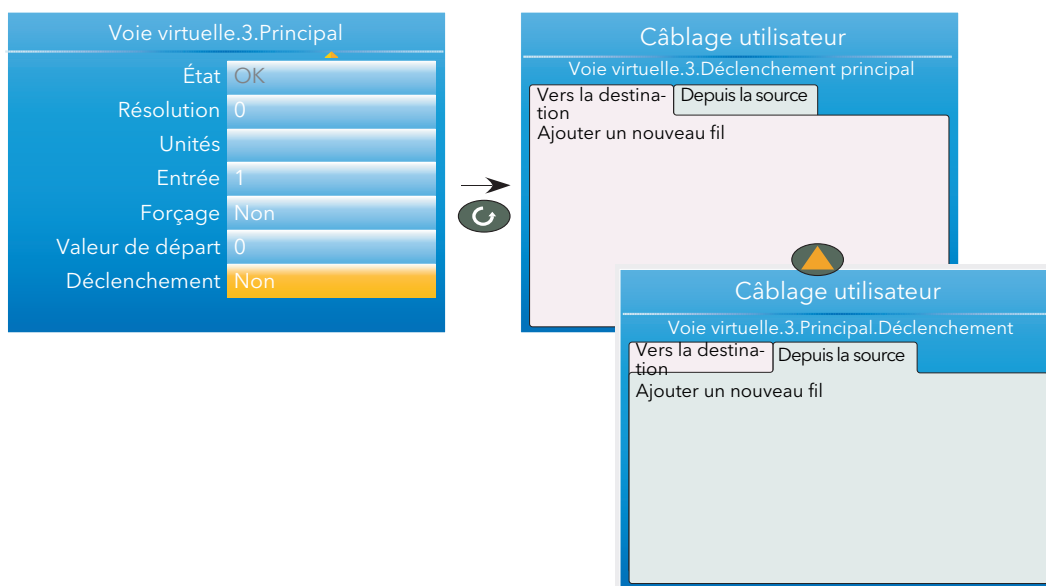 Voie virtuelle.3.Principal
État OK
Résolution 0
Unités
Entrée 1
Forçage Non
Valeur de départ 0
Déclenchement Non
Câblage utilisateur
Voie virtuelle.3.Déclenchement principal
Vers la destina-
tion
Depuis la source
Ajouter un nouveau fil
Câblage utilisateur
Voie virtuelle.3.Principal.Déclenchement
Vers la destina-
tion
Depuis la source
Ajouter un nouveau fil